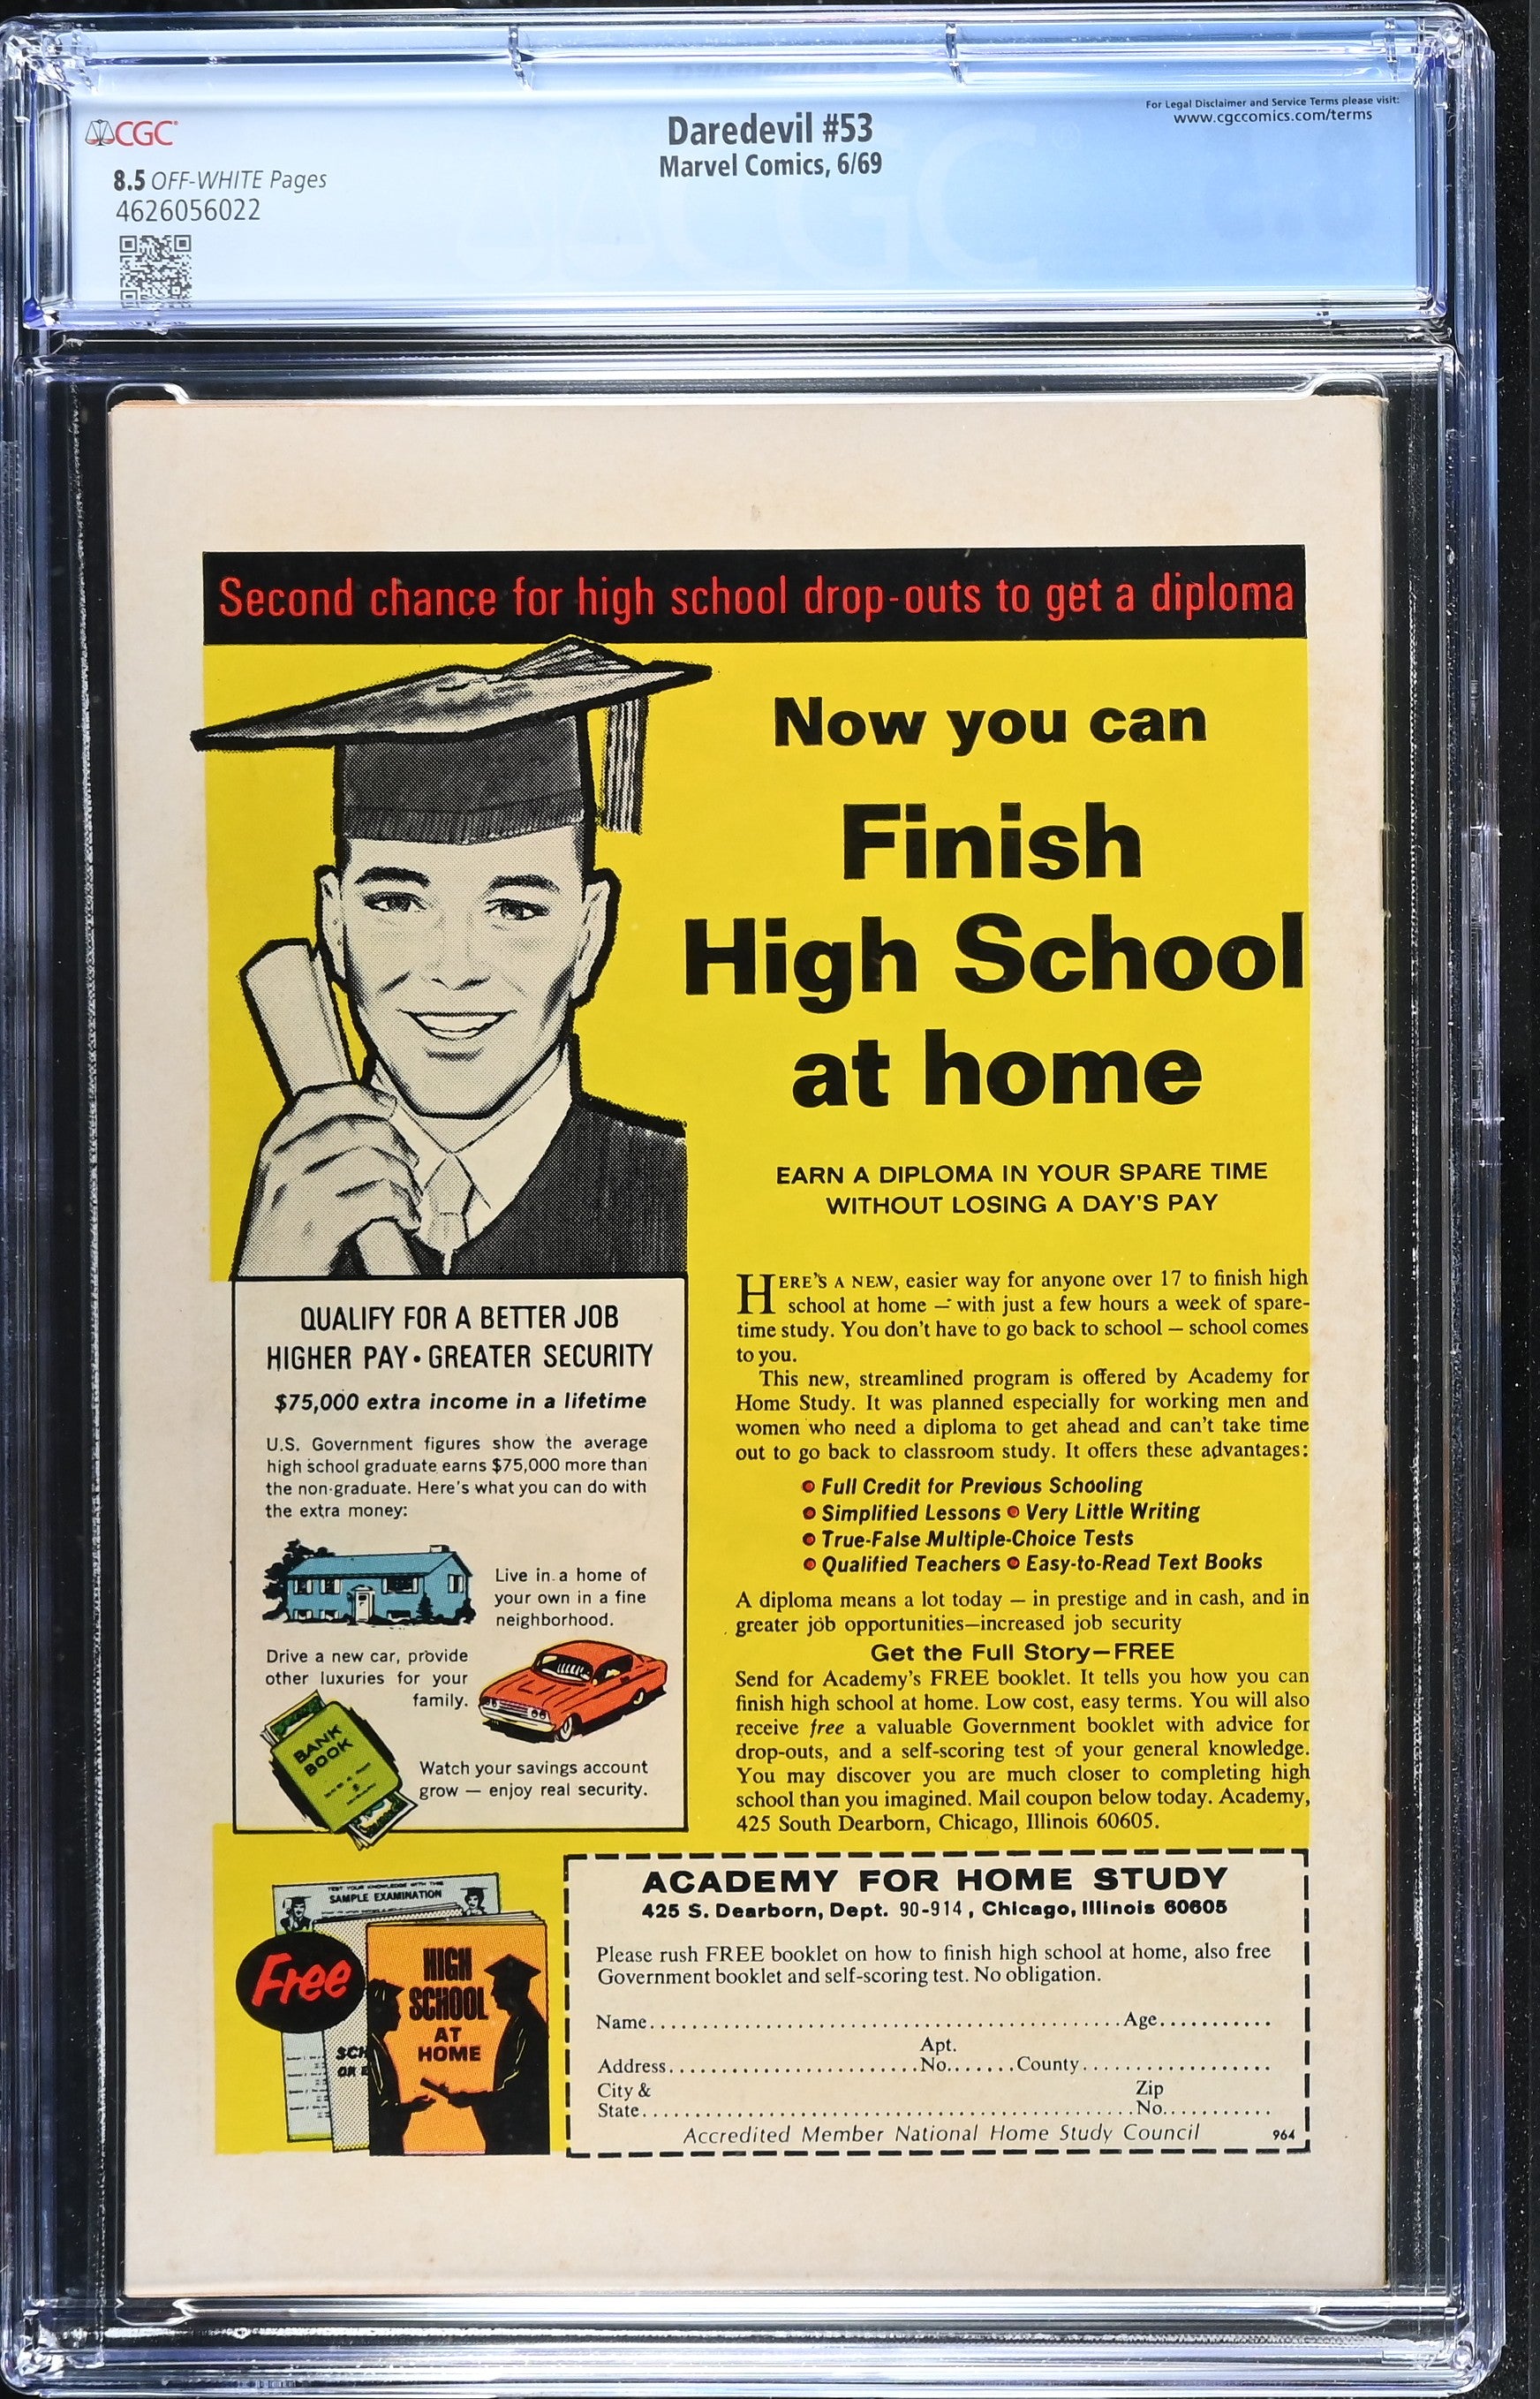 CGC
Daredevil #53
For Legal Disclaimer and Service Terms please visit:
Marvel Comics, 6/69
www.cgccomics.com/terms
8.5 OFF-WHITE Pages
4626056022
Second chance for high school drop-outs to get a diploma
Now you can
Finish
High School
at home
EARN A DIPLOMA IN YOUR SPARE TIME
WITHOUT LOSING A DAY'S PAY
HERE'S A NEW, easier way for anyone over 17 to finish high
school at home — with just a few hours a week of spare-
time study. You don't have to go back to school — school comes
to you.
This new, streamlined program is offered by Academy for
Home Study. It was planned especially for working men and
women who need a diploma to get ahead and can't take time
out to go back to classroom study. It offers these advantages:
• Full Credit for Previous Schooling
• Simplified Lessons • Very Little Writing
• True-False Multiple-Choice Tests
• Qualified Teachers • Easy-to-Read Text Books
A diploma means a lot today — in prestige and in cash, and in
greater job opportunities—increased job security
Get the Full Story—FREE
Send for Academy's FREE booklet. It tells you how you can
finish high school at home. Low cost, easy terms. You will also
receive free a valuable Government booklet with advice for
drop-outs, and a self-scoring test of your general knowledge.
You may discover you are much closer to completing high
school than you imagined. Mail coupon below today. Academy,
425 South Dearborn, Chicago, Illinois 60605.
QUALIFY FOR A BETTER JOB
HIGHER PAY • GREATER SECURITY
$75,000 extra income in a lifetime
U.S. Government figures show the average
high school graduate earns $75,000 more than
the non-graduate. Here's what you can do with
the extra money:
Live in a home of
your own in a fine
neighborhood.
Drive a new car, provide
other luxuries for your
family.
BANK
BOOK
Watch your savings account
grow — enjoy real security.
TEST YOUR KNOWLEDGE WITH THIS
SAMPLE EXAMINATION
Free
HIGH
SCHOOL
AT
HOME
SCH
OR
ACADEMY FOR HOME STUDY
425 S. Dearborn, Dept. 90-914, Chicago, Illinois 60605
Please rush FREE booklet on how to finish high school at home, also free
Government booklet and self-scoring test. No obligation.
Name.............................................Age...........
Apt.
Address........................No.......County..................
City & Zip
State...............................................No...........
Accredited Member National Home Study Council 964